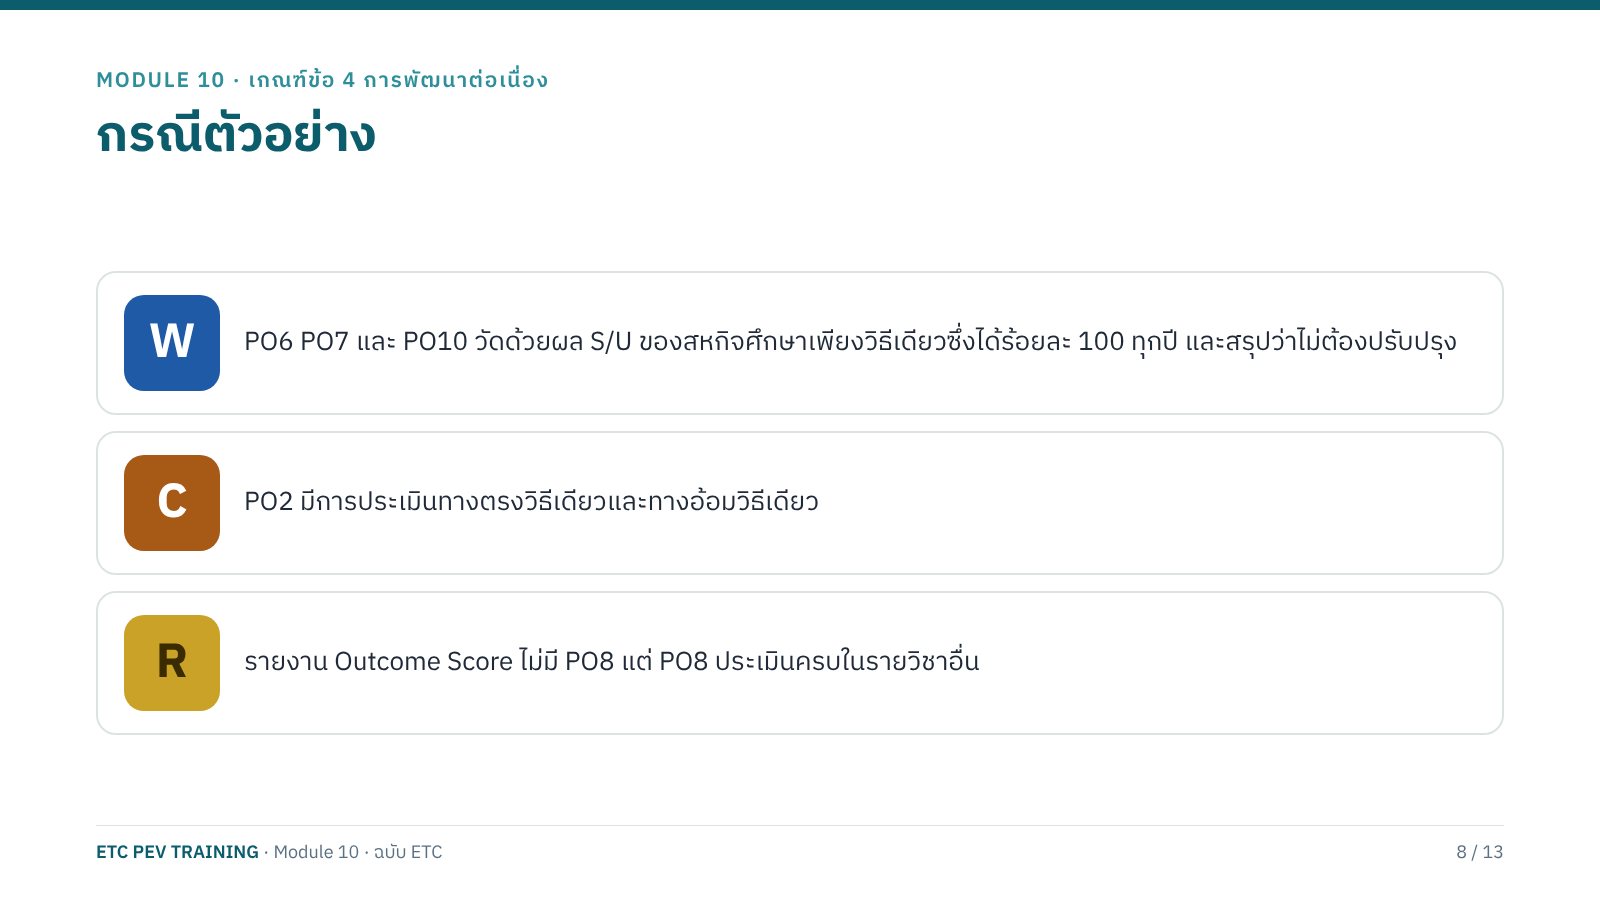 MODULE 10 · เกณฑ์ข้อ 4 การพัฒนาต่อเนื่อง
กรณีตัวอย่าง
W
PO6 PO7 และ PO10 วัดด้วยผล S/U ของสหกิจศึกษาเพียงวิธีเดียวซึ่งได้ร้อยละ 100 ทุกปี และสรุปว่าไม่ต้องปรับปรุง
C
PO2 มีการประเมินทางตรงวิธีเดียวและทางอ้อมวิธีเดียว
R
รายงาน Outcome Score ไม่มี PO8 แต่ PO8 ประเมินครบในรายวิชาอื่น
ETC PEV TRAINING · Module 10 · ฉบับ ETC
8 / 13